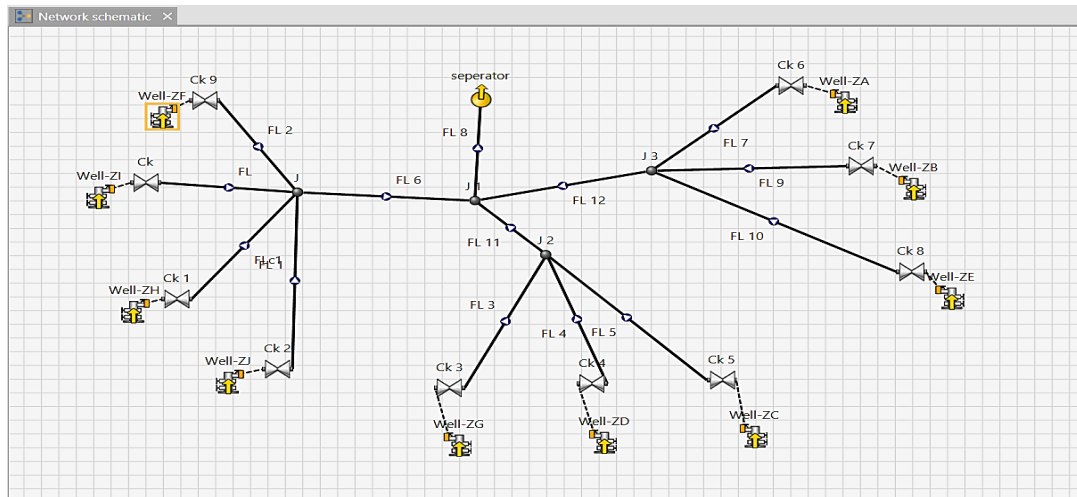 Network schematic
seperator
Ck 6
Well-ZA
Ck 9
Well-ZF
FL 2
FL 8
FL 7
J 3
Ck 7
Well-ZB
Ck
Well-ZI
FL
J
FL 6
J 1
FL 12
FL 9
FL 11
J 2
FL 10
Ck 8
Well-ZE
FL 1
Ck 1
Well-ZH
FL 3
FL 4
FL 5
Ck 2
Well-ZJ
Ck 3
Ck 4
Ck 5
Well-ZG
Well-ZD
Well-ZC